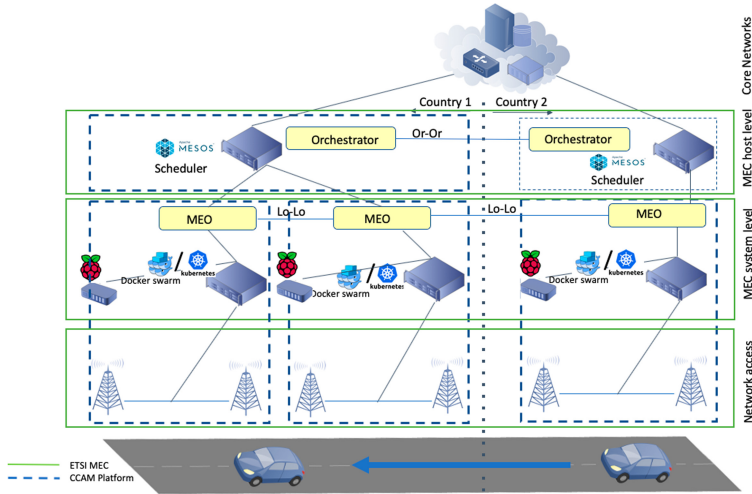 Core Networks
Country 1
Country 2
MEC host level
MESOS
Scheduler
Orchestrator
Or-Or
Orchestrator
MESOS
Scheduler
MEC system level
MEO
Lo-Lo
MEO
Lo-Lo
MEO
Docker swarm
/
kubernetes
Docker swarm
/
kubernetes
Docker swarm
/
kubernetes
Network access
ETSI MEC
CCAM Platform